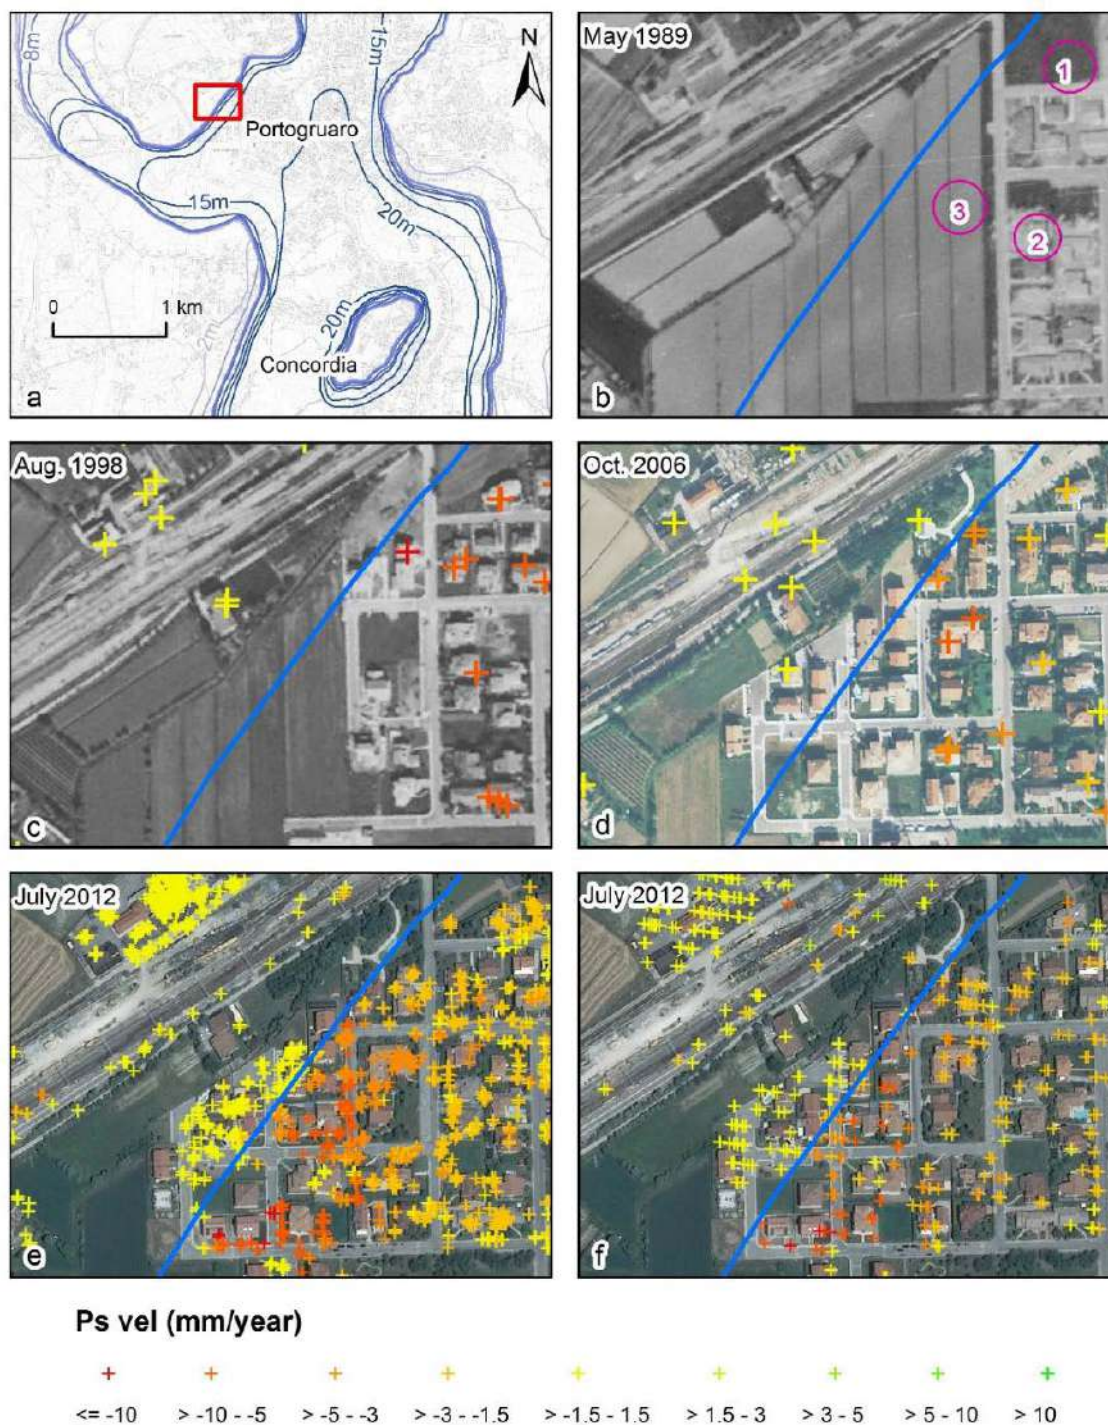 8m
15m
N
Portogruaro
15m
20m
20m
0 1 km
2m
Concordia
a
May 1989
1
3
2
b
Aug. 1998
c
Oct. 2006
d
July 2012
e
July 2012
f
Ps vel (mm/year)
<= -10 > -10 - -5 > -5 - -3 > -3 - -1.5 > -1.5 - 1.5 > 1.5 - 3 > 3 - 5 > 5 - 10 > 10